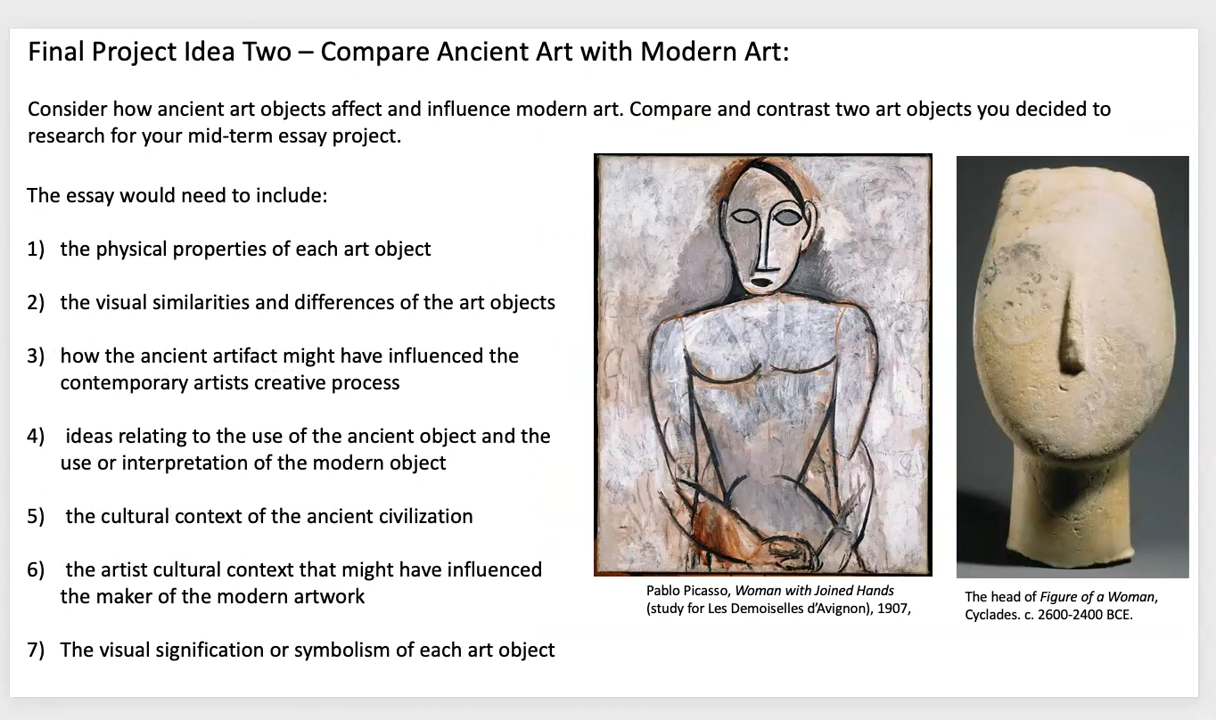 Final Project Idea Two – Compare Ancient Art with Modern Art:
Consider how ancient art objects affect and influence modern art. Compare and contrast two art objects you decided to
research for your mid-term essay project.
The essay would need to include:
1) the physical properties of each art object
2) the visual similarities and differences of the art objects
3) how the ancient artifact might have influenced the
contemporary artists creative process
4) ideas relating to the use of the ancient object and the
use or interpretation of the modern object
5) the cultural context of the ancient civilization
6) the artist cultural context that might have influenced
the maker of the modern artwork
7) The visual signification or symbolism of each art object
Pablo Picasso, Woman with Joined Hands
(study for Les Demoiselles d’Avignon), 1907,
The head of Figure of a Woman,
Cyclades. c. 2600-2400 BCE.